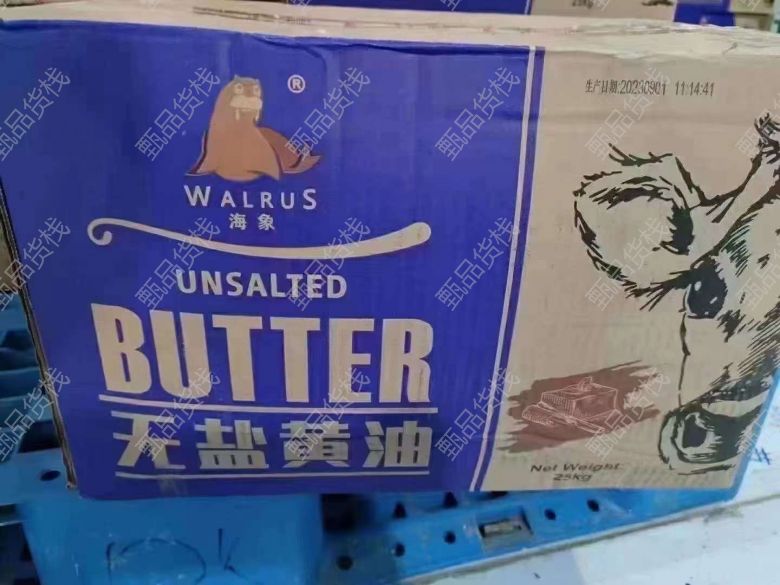 ®
生产日期:20230901 11:14:41
WALRUS
海象
UNSALTED
BUTTER
无盐黄油
Net Weight:
25kg
10K
甄品货栈